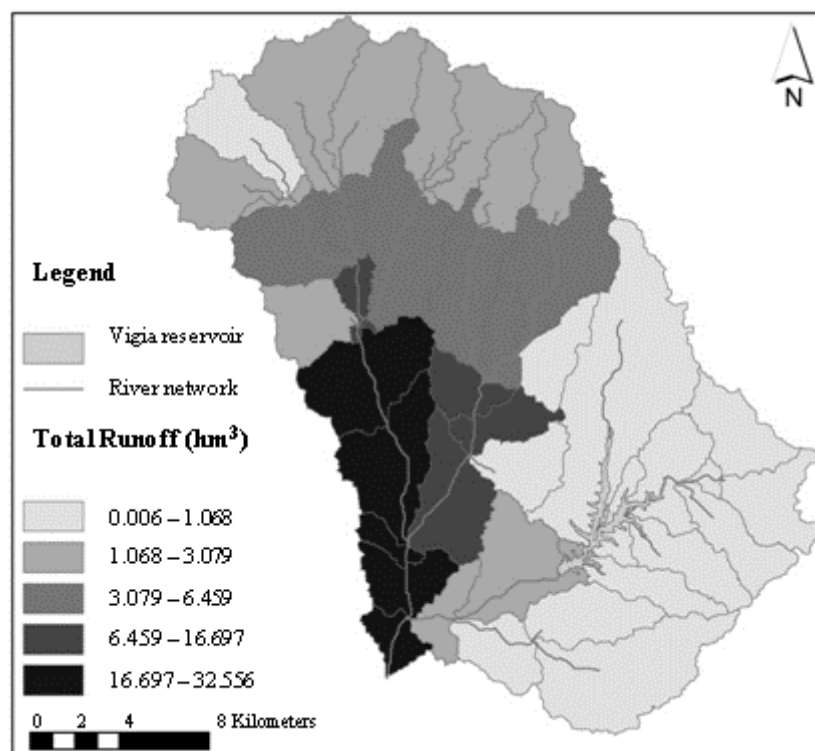 N
Legend
Vigia reservoir
River network
Total Runoff (hm³)
0.006 – 1.068
1.068 – 3.079
3.079 – 6.459
6.459 – 16.697
16.697 – 32.556
0 2 4 8 Kilometers